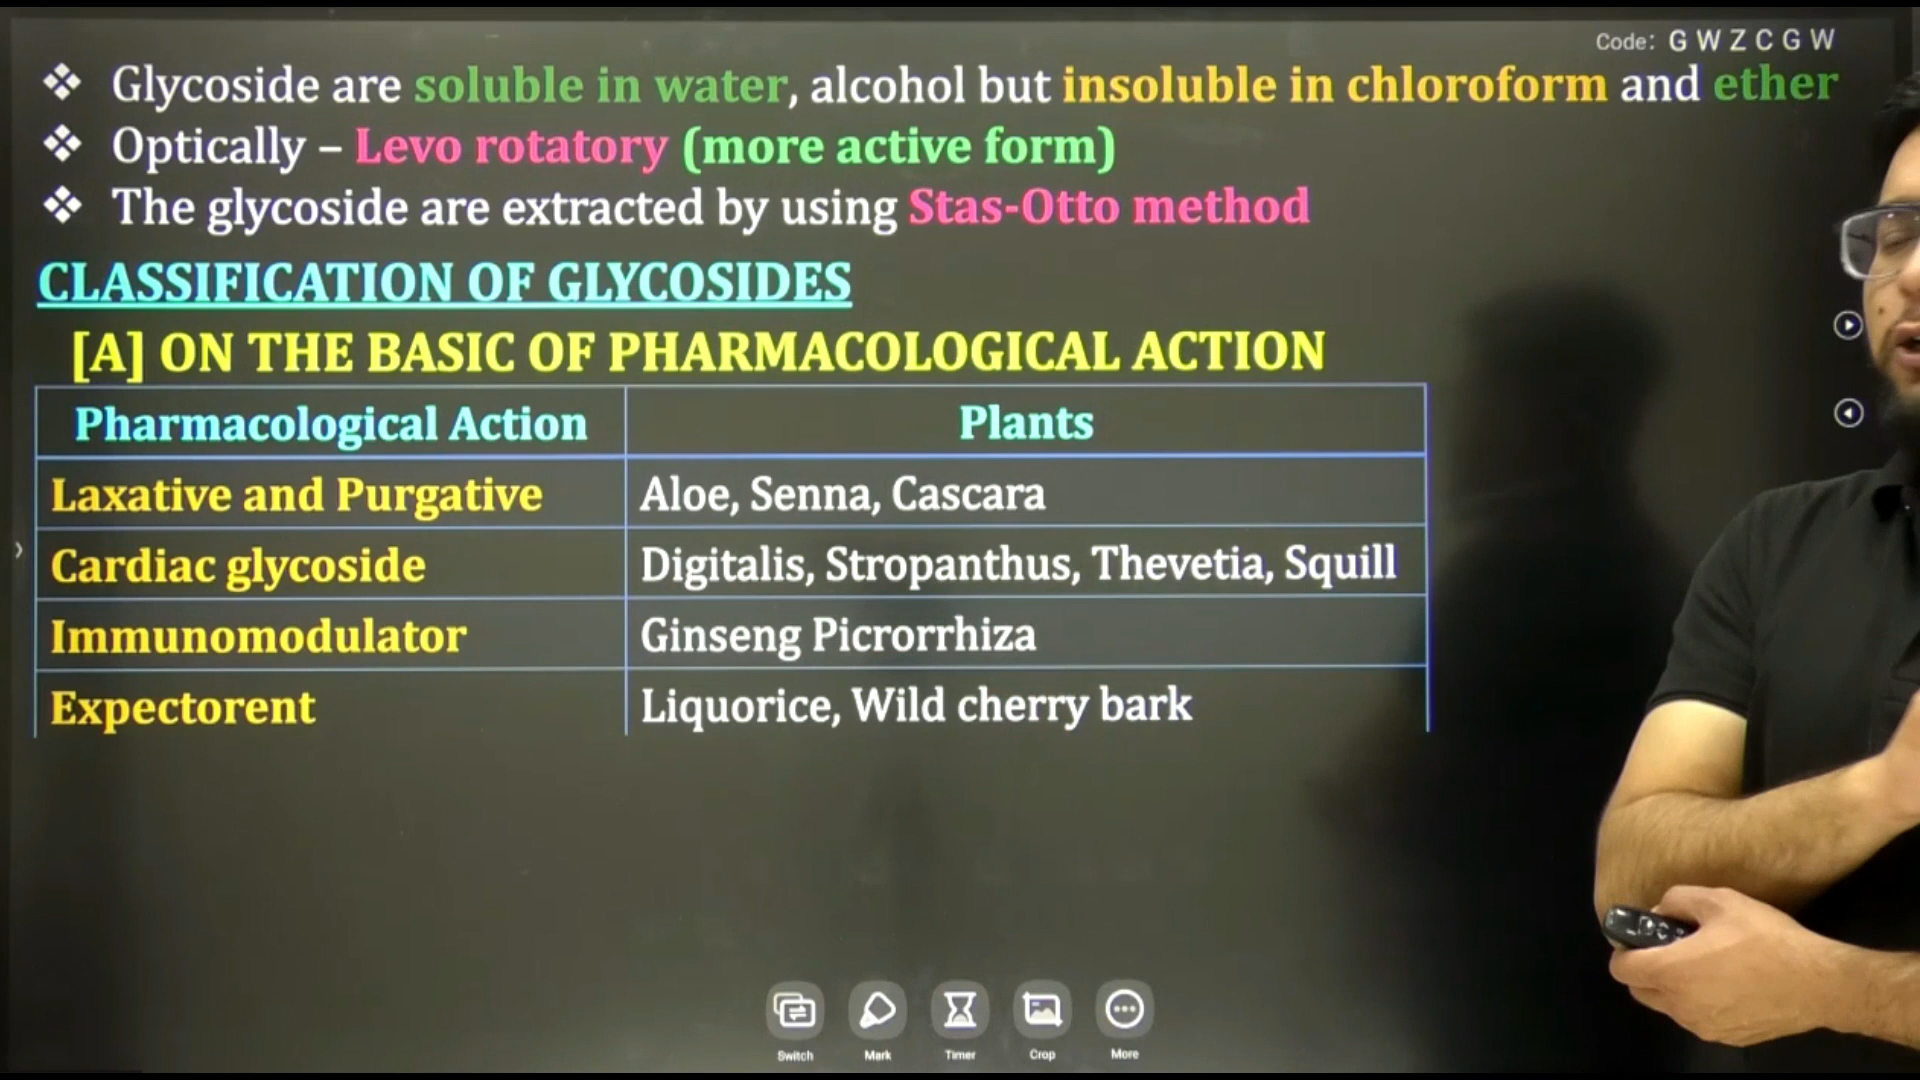 Code: G W Z C G W
❖ Glycoside are soluble in water, alcohol but insoluble in chloroform and ether
❖ Optically – Levo rotatory (more active form)
❖ The glycoside are extracted by using Stas-Otto method
CLASSIFICATION OF GLYCOSIDES
[A] ON THE BASIC OF PHARMACOLOGICAL ACTION
Pharmacological Action Plants
Laxative and Purgative Aloe, Senna, Cascara
Cardiac glycoside Digitalis, Stropanthus, Thevetia, Squill
Immunomodulator Ginseng Picrorrhiza
Expectorent Liquorice, Wild cherry bark
Switch Mark Timer Crop More